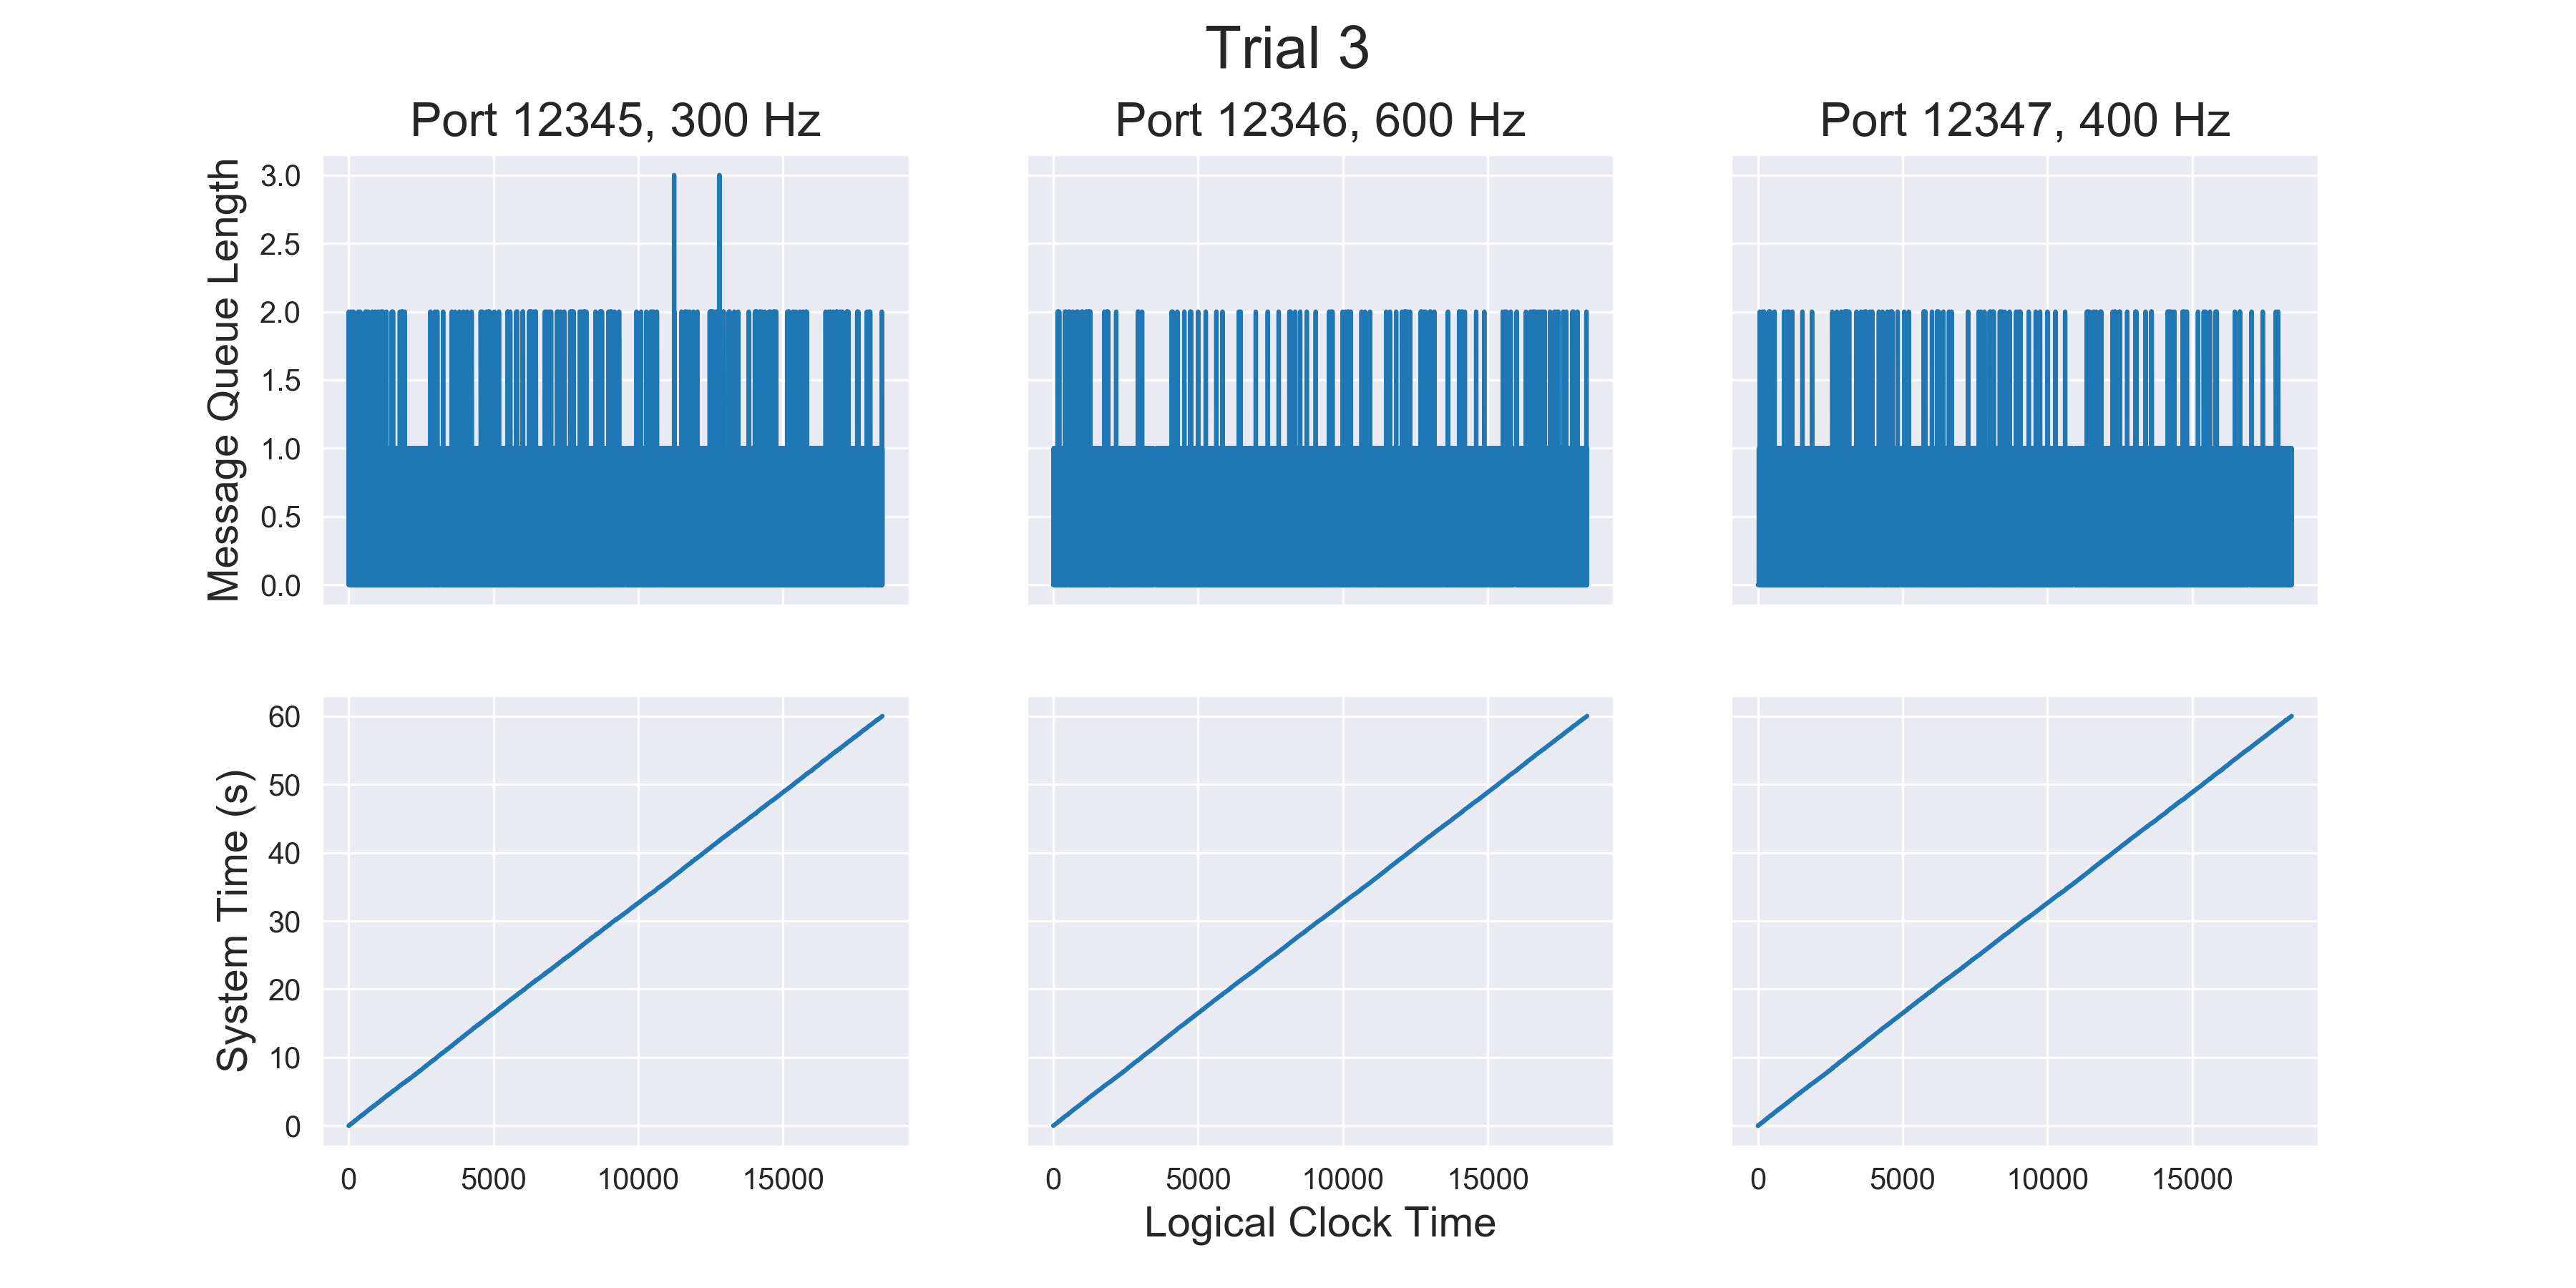 Trial 3
Port 12345, 300 Hz
Port 12346, 600 Hz
Port 12347, 400 Hz
Message Queue Length
3.0
2.5
2.0
1.5
1.0
0.5
0.0
System Time (s)
60
50
40
30
20
10
0
0 5000 10000 15000
0 5000 10000 15000
0 5000 10000 15000
Logical Clock Time